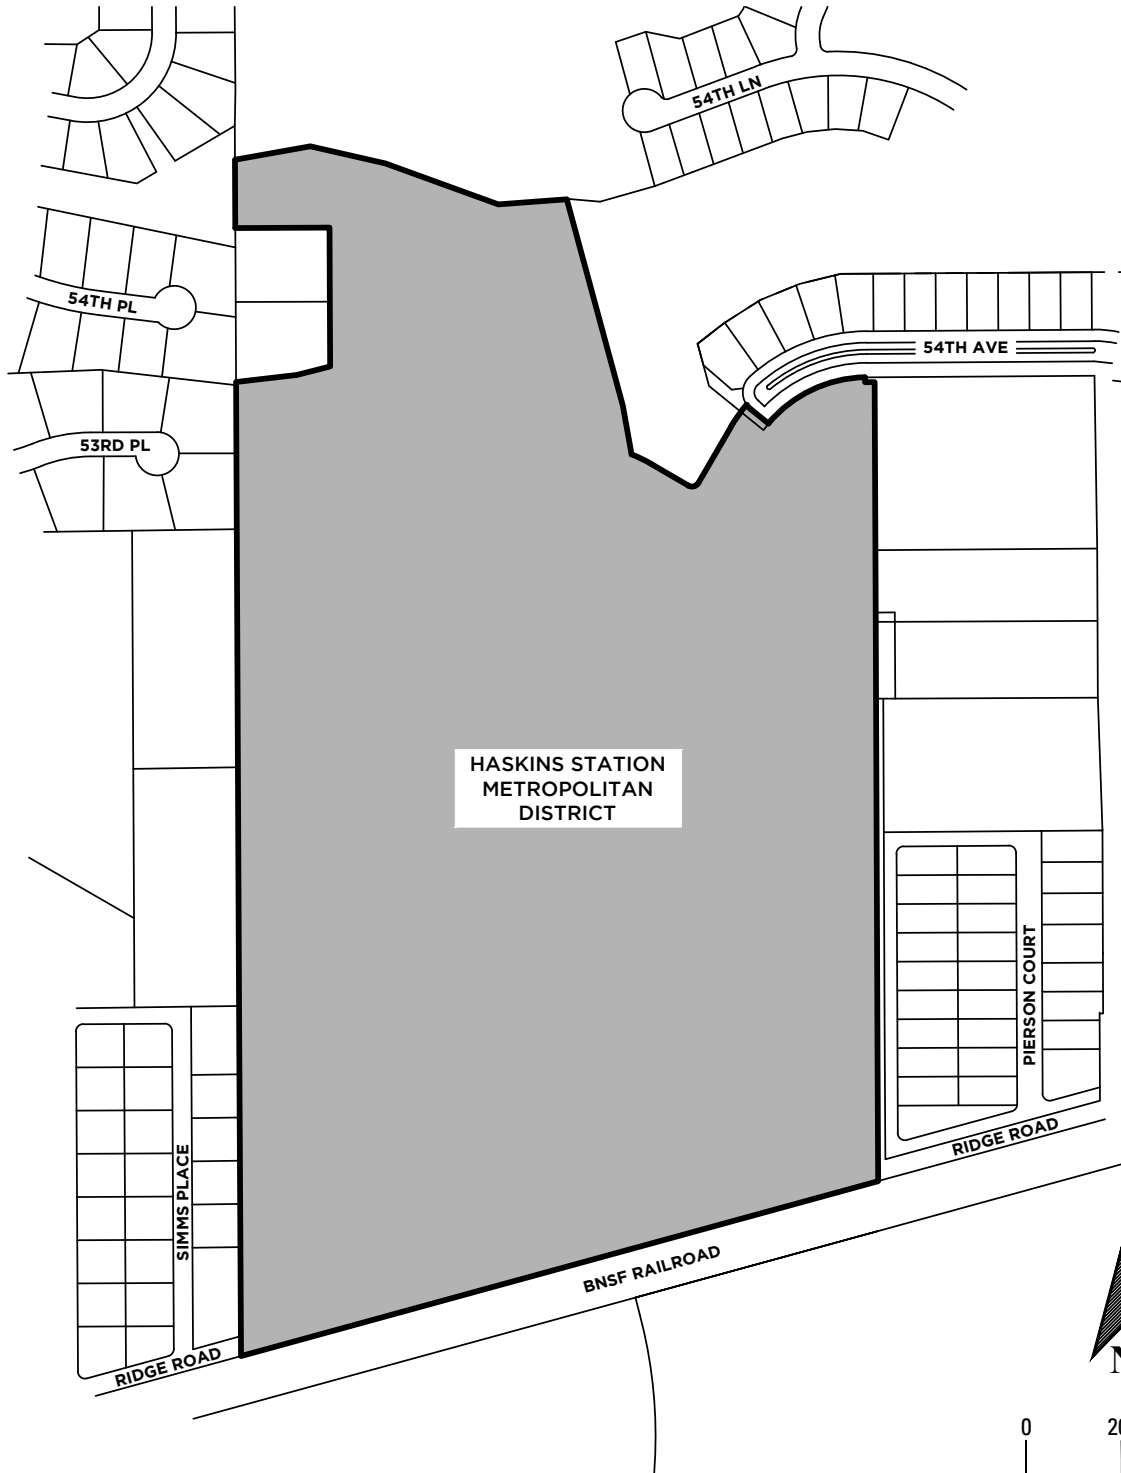 54TH LN
54TH PL
54TH AVE
53RD PL
HASKINS STATION
METROPOLITAN
DISTRICT
PIERSON COURT
RIDGE ROAD
SIMMS PLACE
BNSF RAILROAD
RIDGE ROAD
0